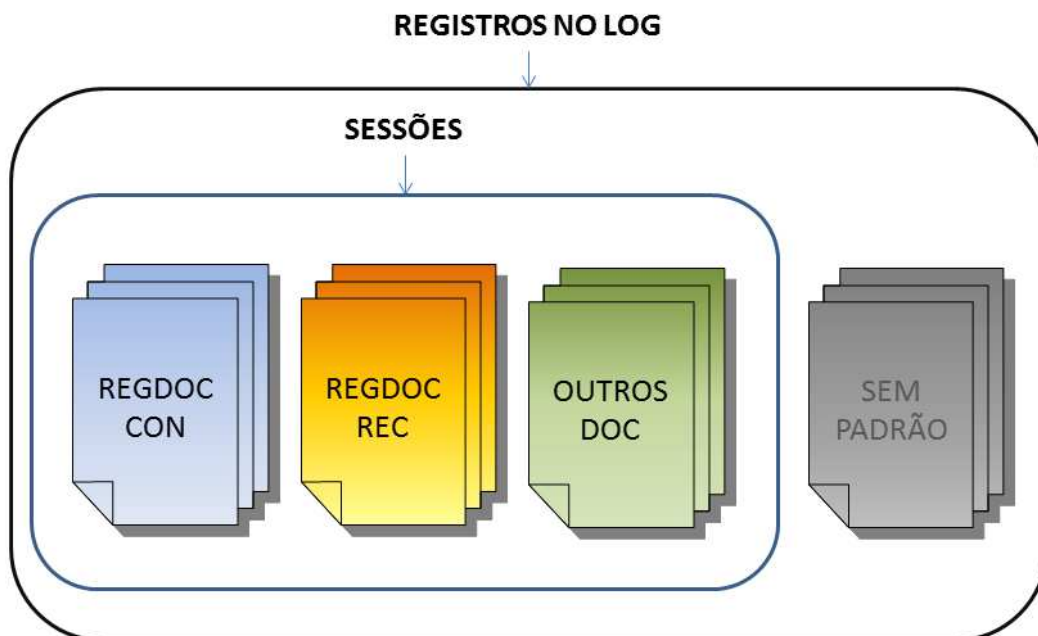 REGISTROS NO LOG
SESSÕES
REGDOC
CON
REGDOC
REC
OUTROS
DOC
SEM
PADRÃO